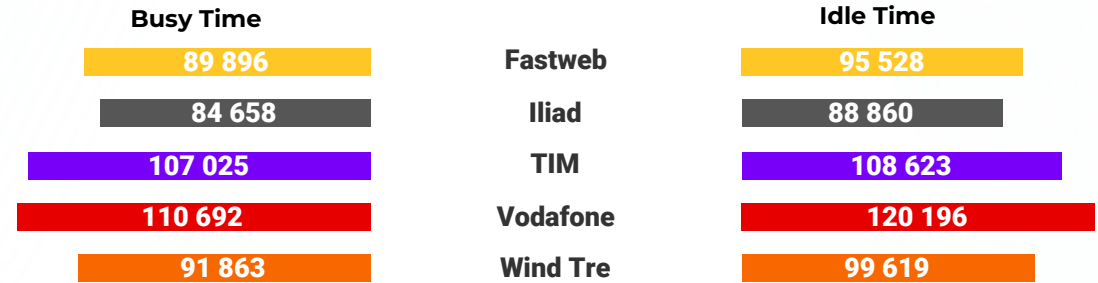 Busy Time Idle Time
89 896 Fastweb 95 528
84 658 Iliad 88 860
107 025 TIM 108 623
110 692 Vodafone 120 196
91 863 Wind Tre 99 619